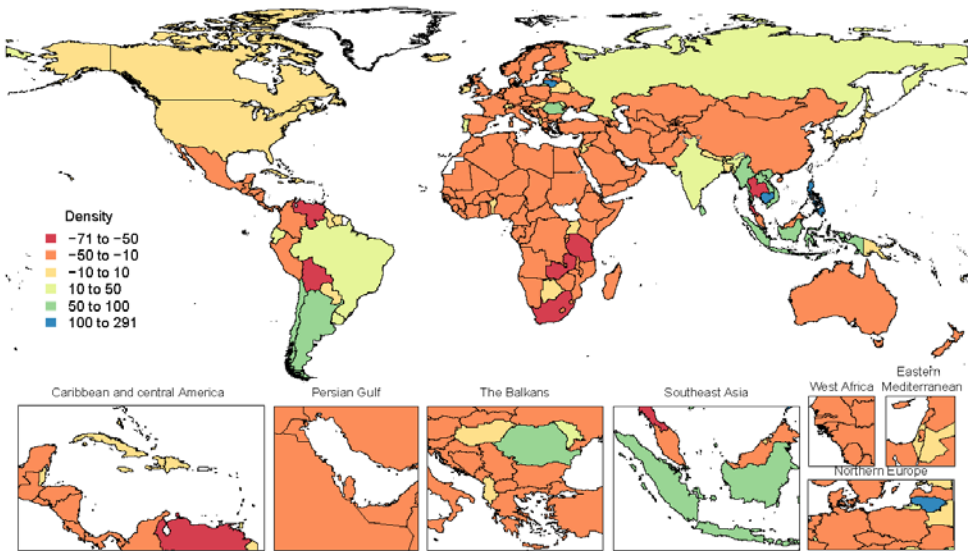 Density
−71 to −50
−50 to −10
−10 to 10
10 to 50
50 to 100
100 to 291
Caribbean and central America
Persian Gulf
The Balkans
Southeast Asia
West Africa
Eastern
Mediterranean
Northern Europe